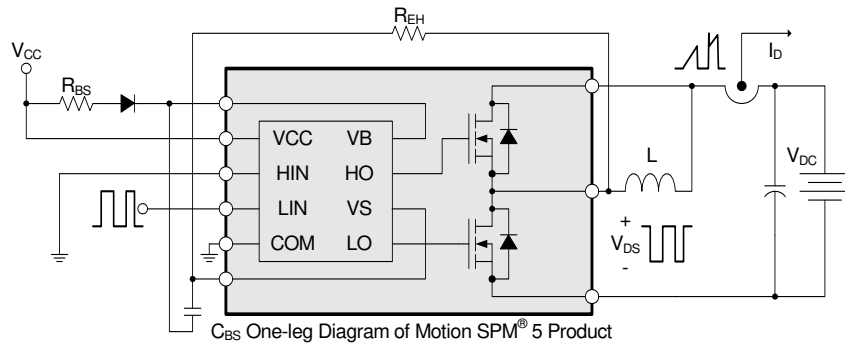 R_EH
V_CC
R_BS
I_D
VCC VB
HIN HO
LIN VS
COM LO
L
V_DC
+
V_DS
-
C_BS One-leg Diagram of Motion SPM® 5 Product